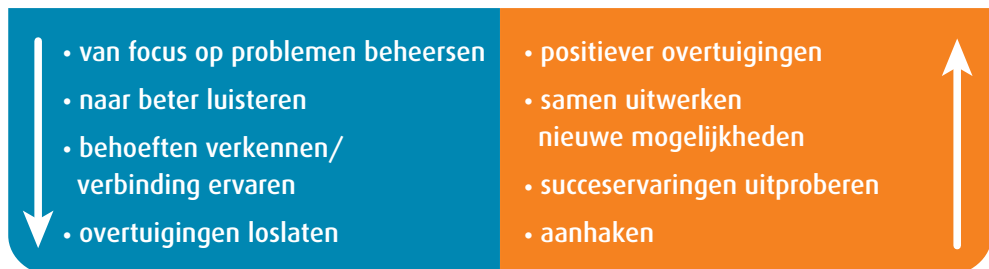 • van focus op problemen beheersen
• naar beter luisteren
• behoeften verkennen/
verbinding ervaren
• overtuigingen loslaten
• positiever overtuigingen
• samen uitwerken
nieuwe mogelijkheden
• succeservaringen uitproberen
• aanhaken